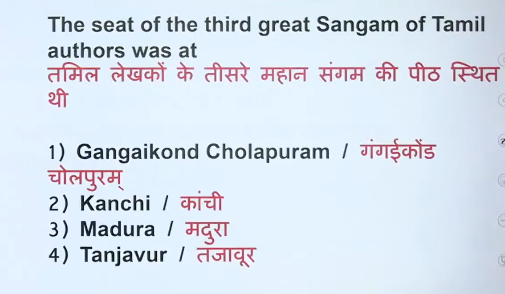 The seat of the third great Sangam of Tamil
authors was at
तमिल लेखकों के तीसरे महान संगम की पीठ स्थित
थी
1) Gangaikond Cholapuram / गंगईकोंड
चोलपुरम्
2) Kanchi / कांची
3) Madura / मदुरा
4) Tanjavur / तजावूर